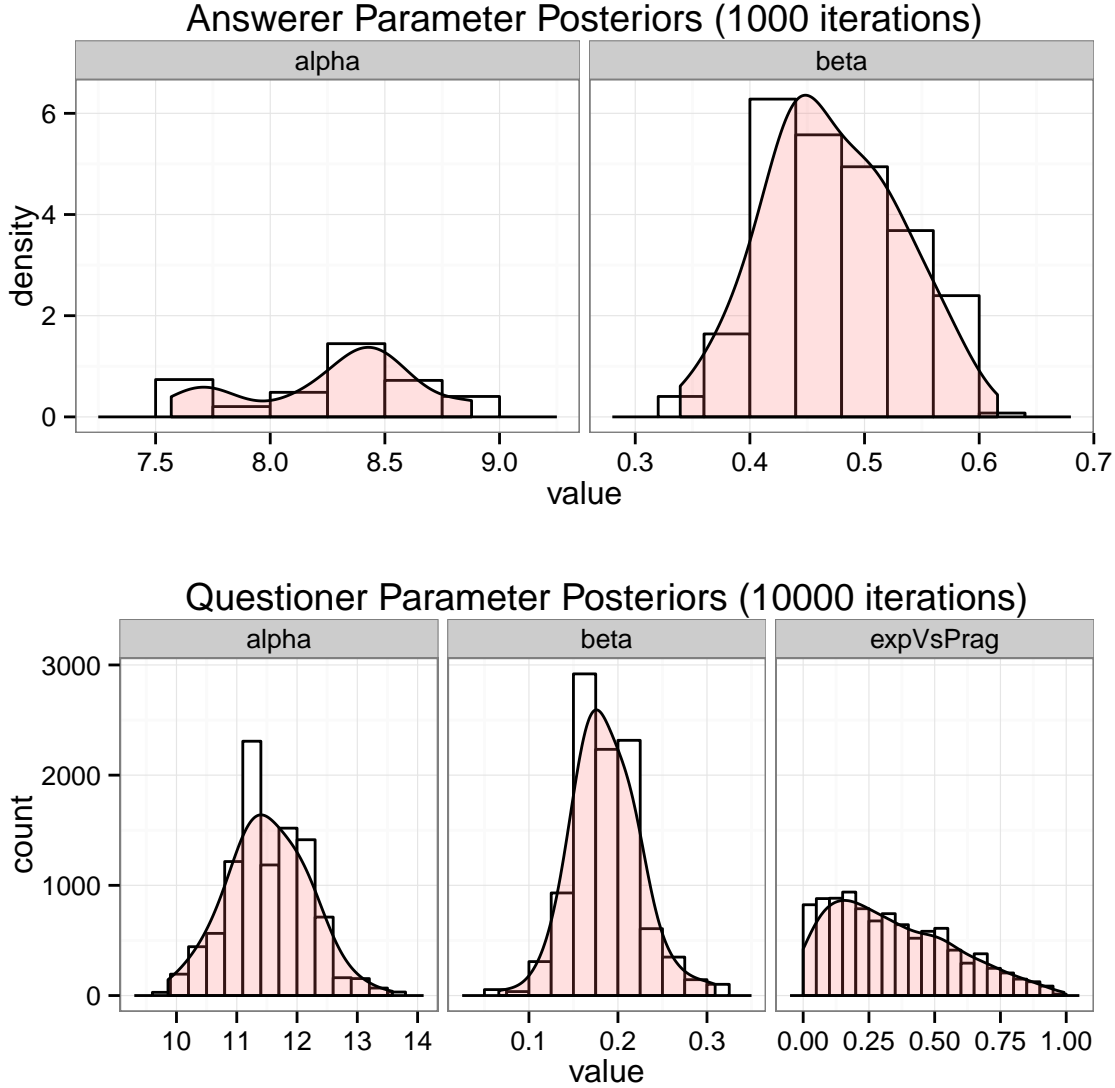 Answerer Parameter Posteriors (1000 iterations)
alpha beta
6
4
2
0
density
7.5 8.0 8.5 9.0 0.3 0.4 0.5 0.6 0.7
value
Questioner Parameter Posteriors (10000 iterations)
alpha beta expVsPrag
3000
2000
1000
0
count
10 11 12 13 14 0.1 0.2 0.3 0.00 0.25 0.50 0.75 1.00
value